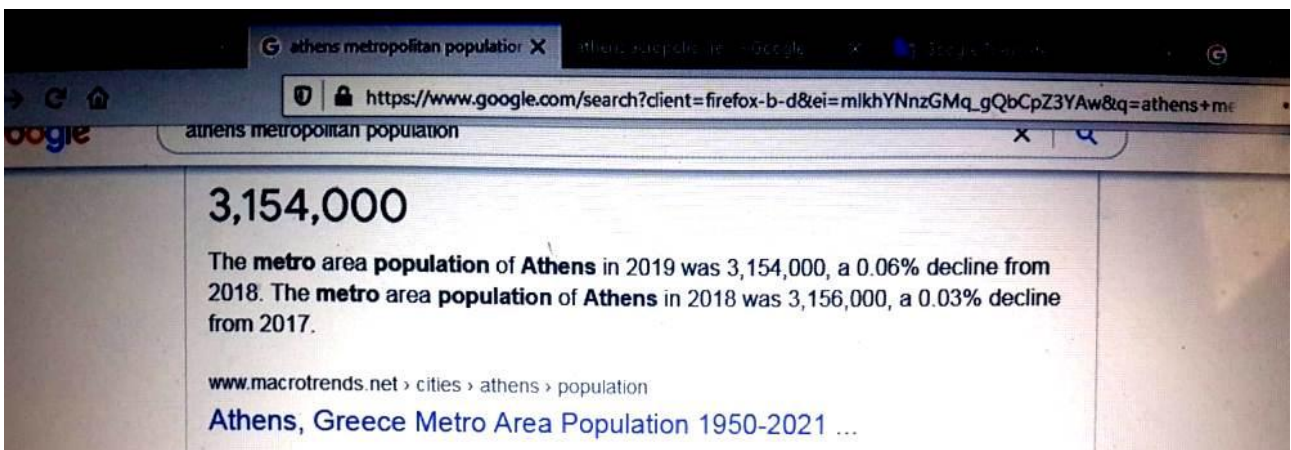 athens metropolitan population
https://www.google.com/search?client=firefox-b-d&ei=mlkhYNnzGMq_gQbCpZ3YAw&q=athens+me
oogle athens metropolitan population
3,154,000
The metro area population of Athens in 2019 was 3,154,000, a 0.06% decline from
2018. The metro area population of Athens in 2018 was 3,156,000, a 0.03% decline
from 2017.
www.macrotrends.net › cities › athens › population
Athens, Greece Metro Area Population 1950-2021 ...